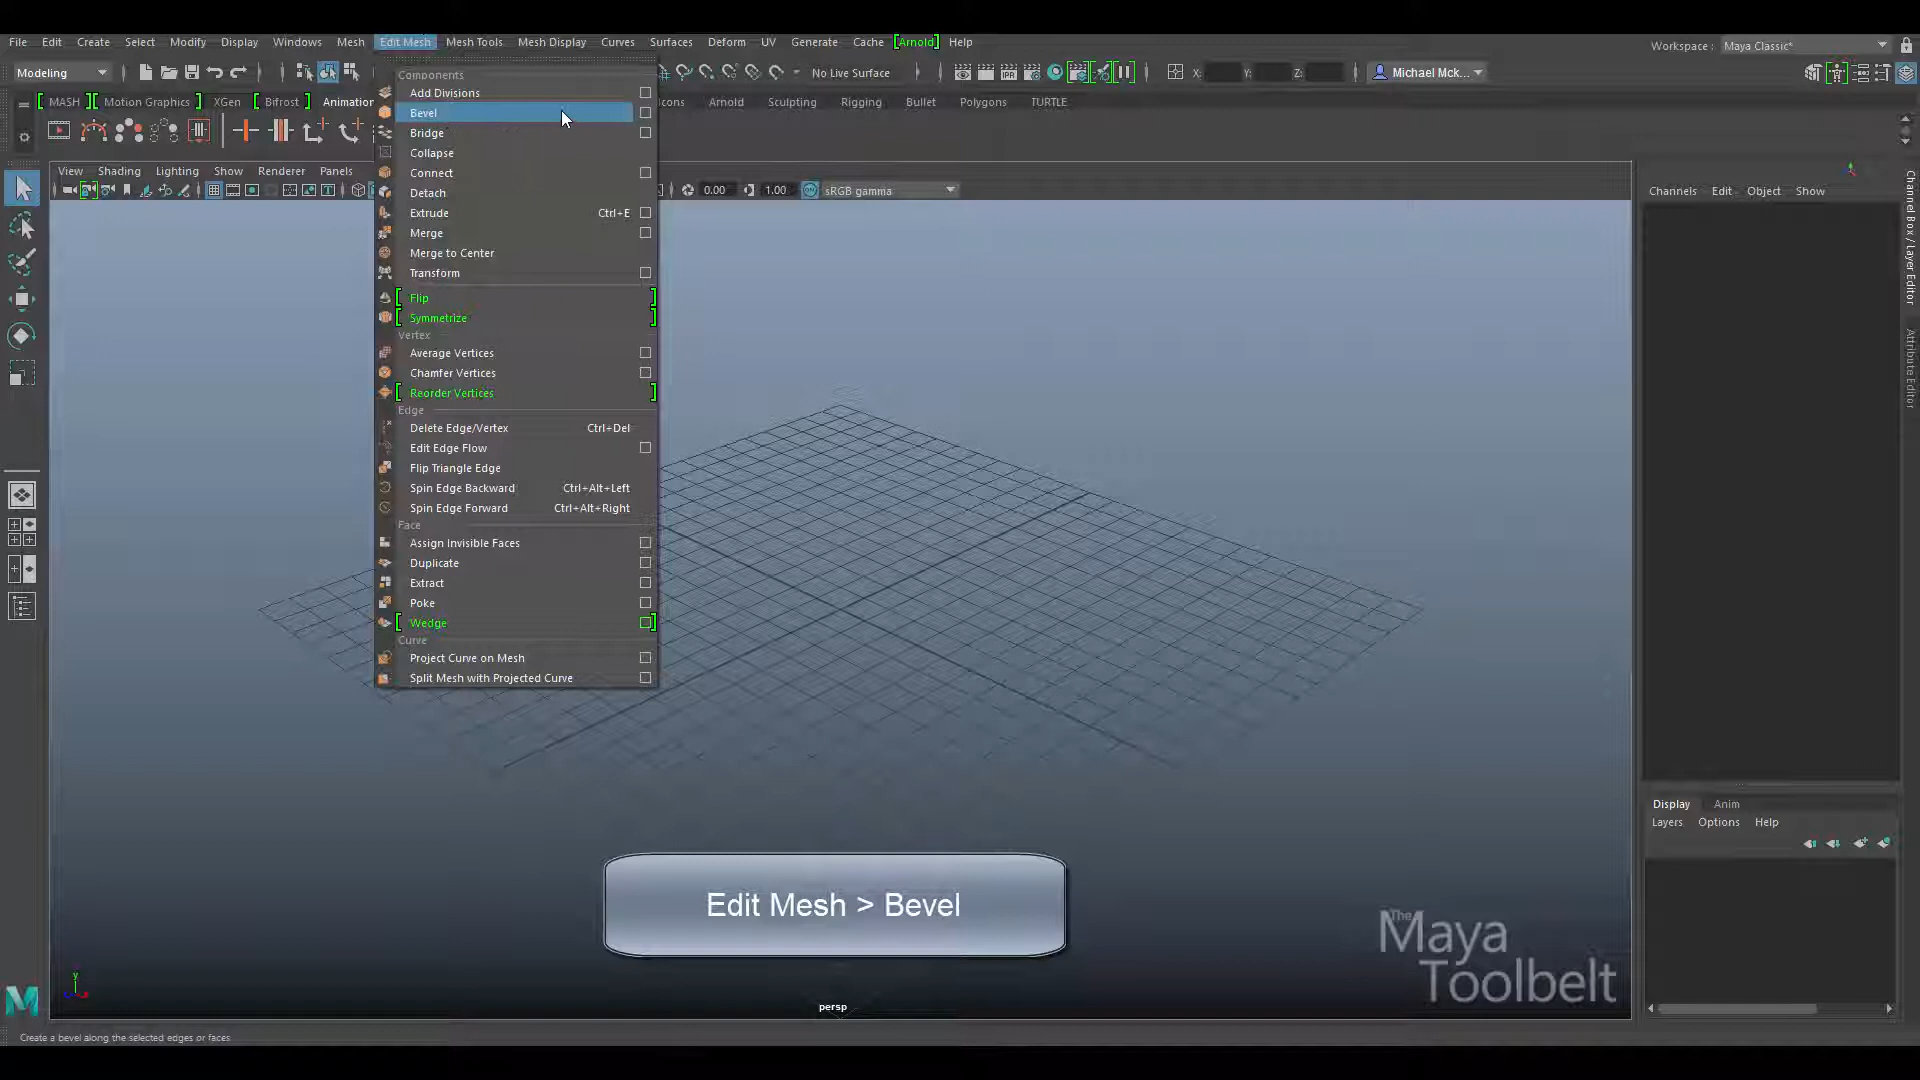 File Edit Create Select Modify Display Windows Mesh Edit Mesh Mesh Tools Mesh Display Curves Surfaces Deform UV Generate Cache [Arnold] Help
Workspace : Maya Classic*
Modeling
No Live Surface
X: Y: Z:
Michael Mck...
MASH Motion Graphics XGen Bifrost Animation
Arnold Sculpting Rigging Bullet Polygons TURTLE
View Shading Lighting Show Renderer Panels
0.00 1.00 sRGB gamma
Components
Add Divisions
Bevel
Bridge
Collapse
Connect
Detach
Extrude Ctrl+E
Merge
Merge to Center
Transform
Flip
Symmetrize
Vertex
Average Vertices
Chamfer Vertices
Reorder Vertices
Edge
Delete Edge/Vertex Ctrl+Del
Edit Edge Flow
Flip Triangle Edge
Spin Edge Backward Ctrl+Alt+Left
Spin Edge Forward Ctrl+Alt+Right
Face
Assign Invisible Faces
Duplicate
Extract
Poke
Wedge
Curve
Project Curve on Mesh
Split Mesh with Projected Curve
Channels Edit Object Show
Channel Box / Layer Editor
Attribute Editor
Display Anim
Layers Options Help
Edit Mesh > Bevel
The
Maya
Toolbelt
y
persp
Create a bevel along the selected edges or faces